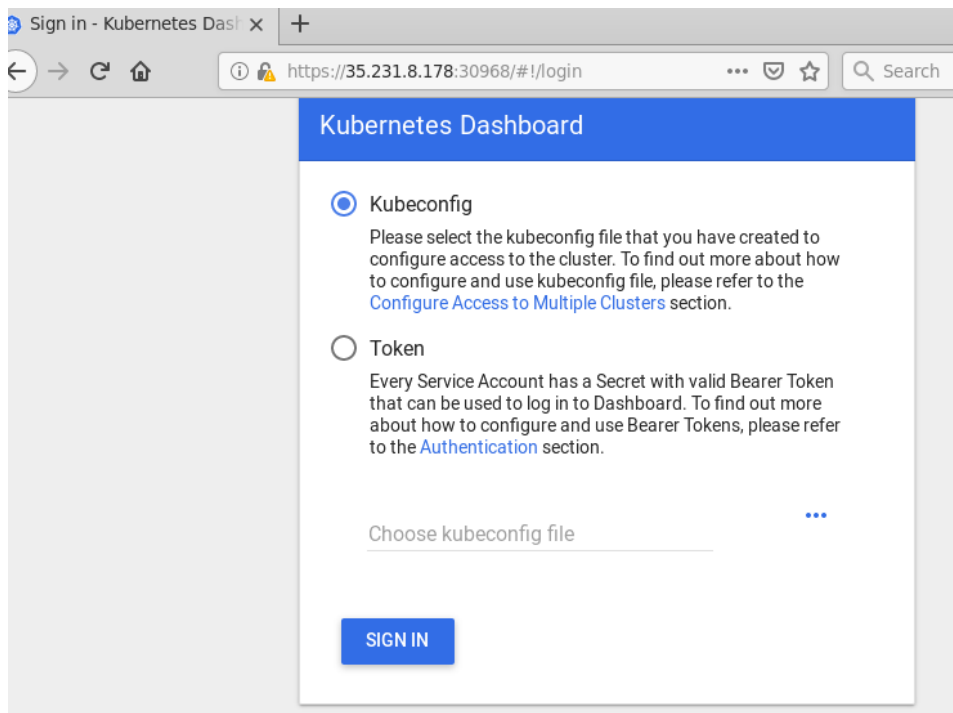 Sign in - Kubernetes Dash
https://35.231.8.178:30968/#!/login
Search
Kubernetes Dashboard
Kubeconfig
Please select the kubeconfig file that you have created to
configure access to the cluster. To find out more about how
to configure and use kubeconfig file, please refer to the
Configure Access to Multiple Clusters section.
Token
Every Service Account has a Secret with valid Bearer Token
that can be used to log in to Dashboard. To find out more
about how to configure and use Bearer Tokens, please refer
to the Authentication section.
Choose kubeconfig file
SIGN IN